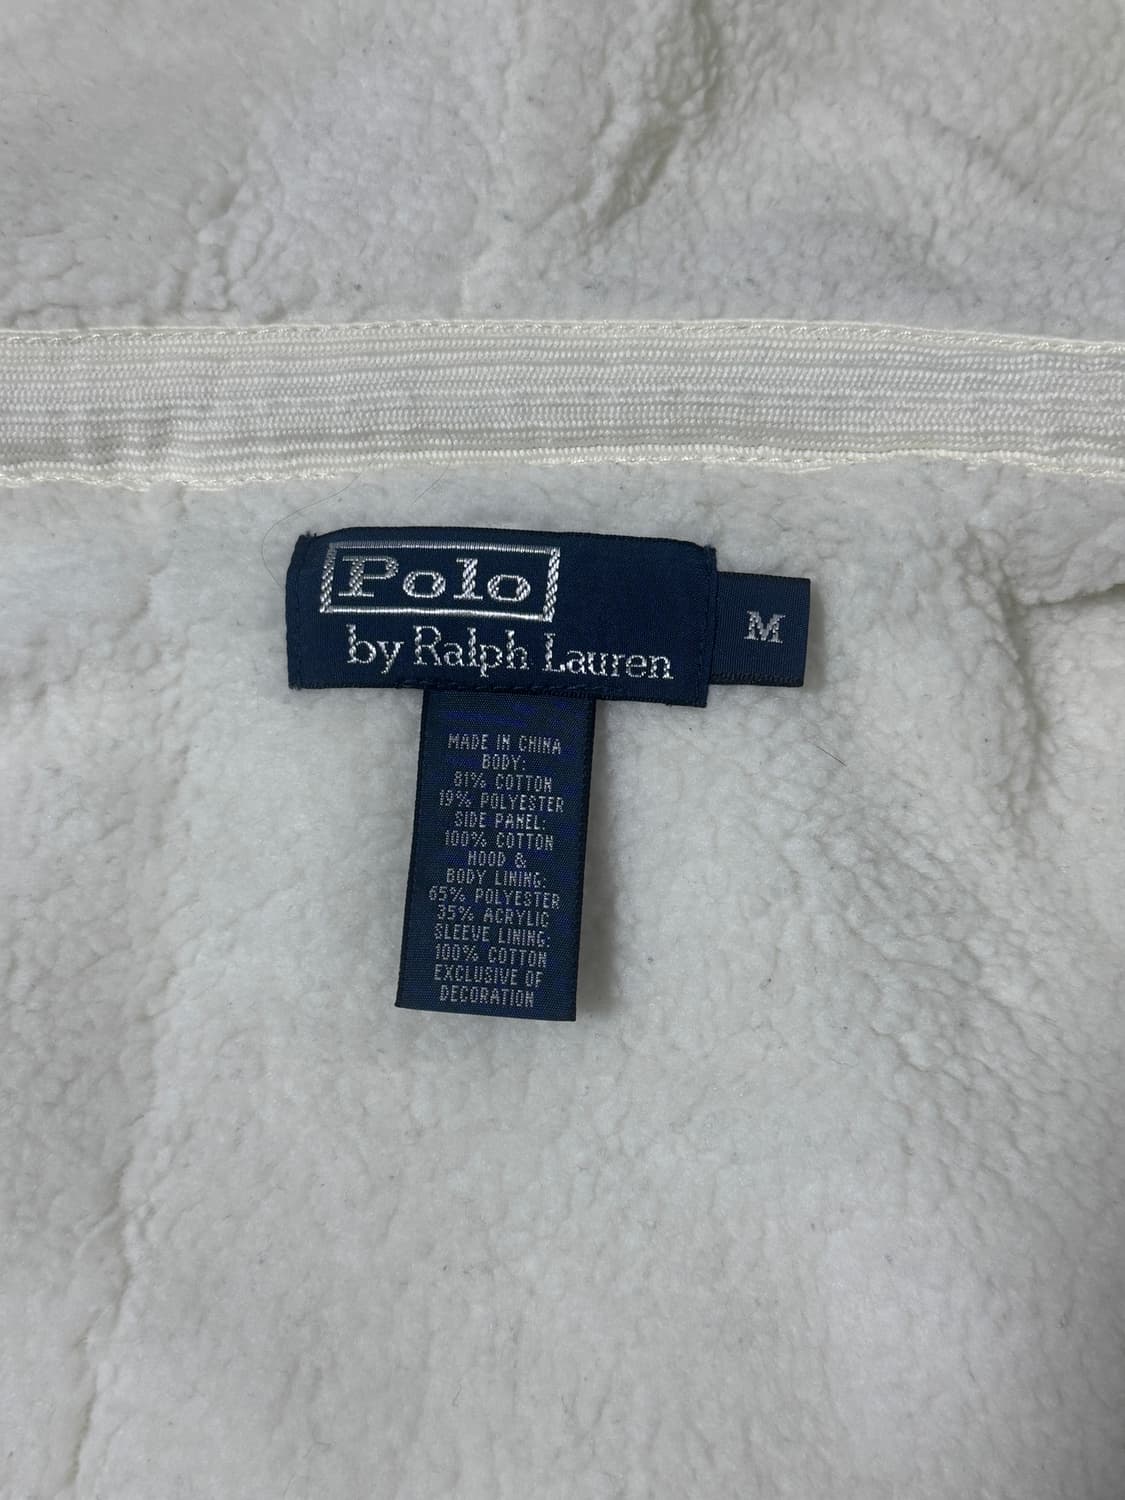 Polo
by Ralph Lauren
M
MADE IN CHINA
BODY:
81% COTTON
19% POLYESTER
SIDE PANEL:
100% COTTON
HOOD &
BODY LINING:
65% POLYESTER
35% ACRYLIC
SLEEVE LINING:
100% COTTON
EXCLUSIVE OF
DECORATION